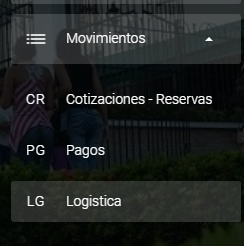 Movimientos
CR Cotizaciones - Reservas
PG Pagos
LG Logistica